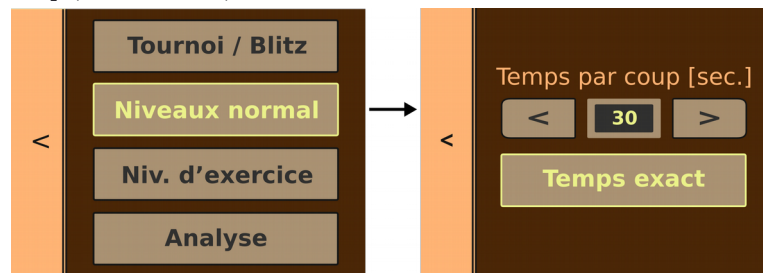 Tournoi / Blitz
Niveaux normal
<
Niv. d’exercice
Analyse
Temps par coup [sec.]
< 30 >
<
Temps exact